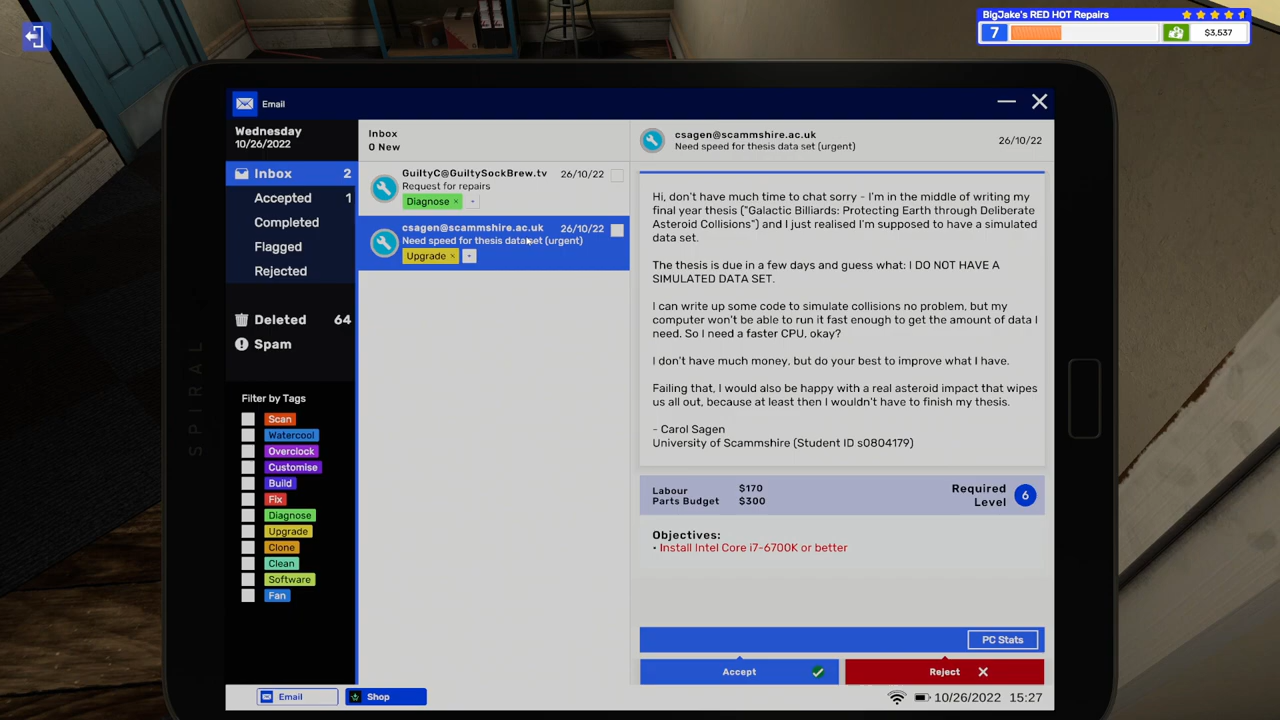 BigJake's RED HOT Repairs
7
$3,537
Email
Wednesday
10/26/2022
Inbox 2
Accepted 1
Completed
Flagged
Rejected
Deleted 64
Spam
Filter by Tags
Scan
Watercool
Overclock
Customise
Build
Fix
Diagnose
Upgrade
Clone
Clean
Software
Fan
Inbox
0 New
GuiltyC@GuiltySockBrew.tv 26/10/22
Request for repairs
Diagnose ×
csagen@scammshire.ac.uk 26/10/22
Need speed for thesis data set (urgent)
Upgrade ×
csagen@scammshire.ac.uk 26/10/22
Need speed for thesis data set (urgent)
Hi, don't have much time to chat sorry - I'm in the middle of writing my
final year thesis ("Galactic Billiards: Protecting Earth through Deliberate
Asteroid Collisions") and I just realised I'm supposed to have a simulated
data set.
The thesis is due in a few days and guess what: I DO NOT HAVE A
SIMULATED DATA SET.
I can write up some code to simulate collisions no problem, but my
computer won't be able to run it fast enough to get the amount of data I
need. So I need a faster CPU, okay?
I don't have much money, but do your best to improve what I have.
Failing that, I would also be happy with a real asteroid impact that wipes
us all out, because at least then I wouldn't have to finish my thesis.
- Carol Sagen
University of Scammshire (Student ID s0804179)
Labour $170
Parts Budget $300
Required
Level 6
Objectives:
• Install Intel Core i7-6700K or better
PC Stats
Accept
Reject
Email
Shop
10/26/2022 15:27
SPIRAL